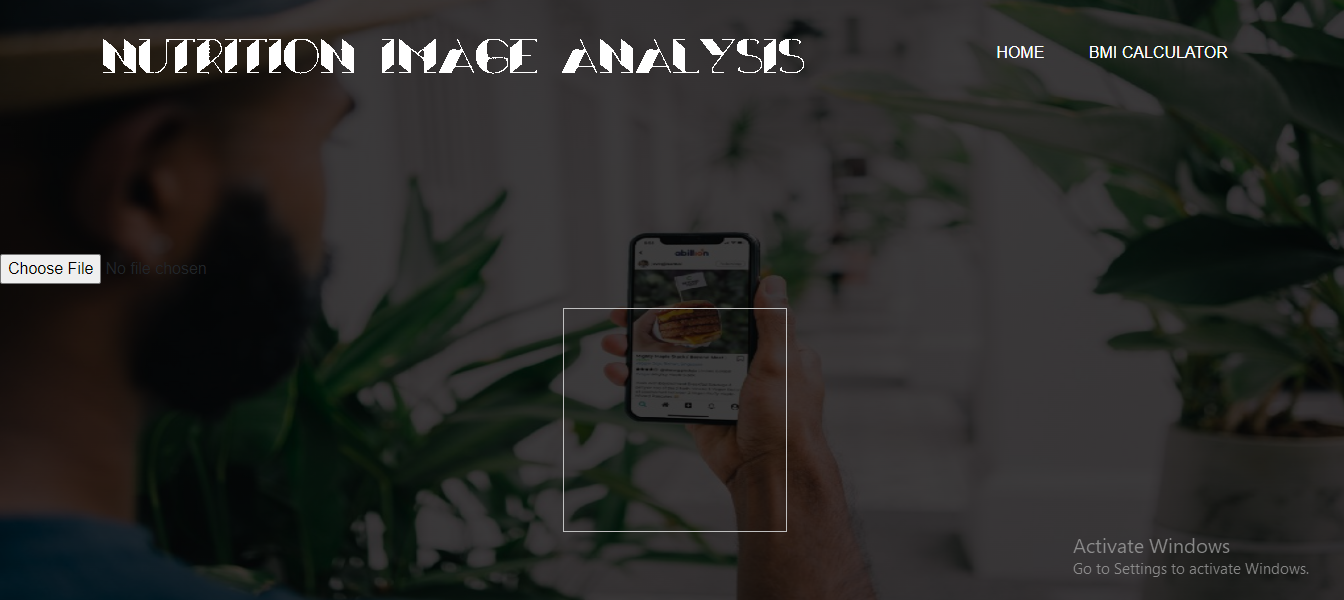 NUTRITION IMAGE ANALYSIS
HOME
BMI CALCULATOR
Choose File No file chosen
abillion
Activate Windows
Go to Settings to activate Windows.